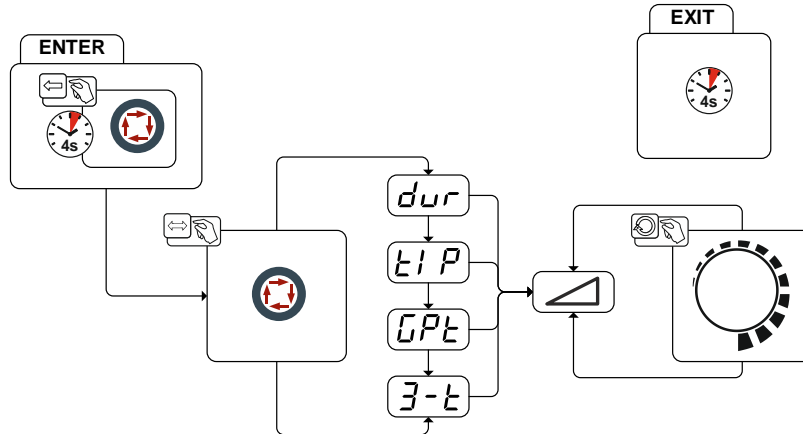 EXIT
4s
ENTER
4s
dur
tIP
GPt
3-t